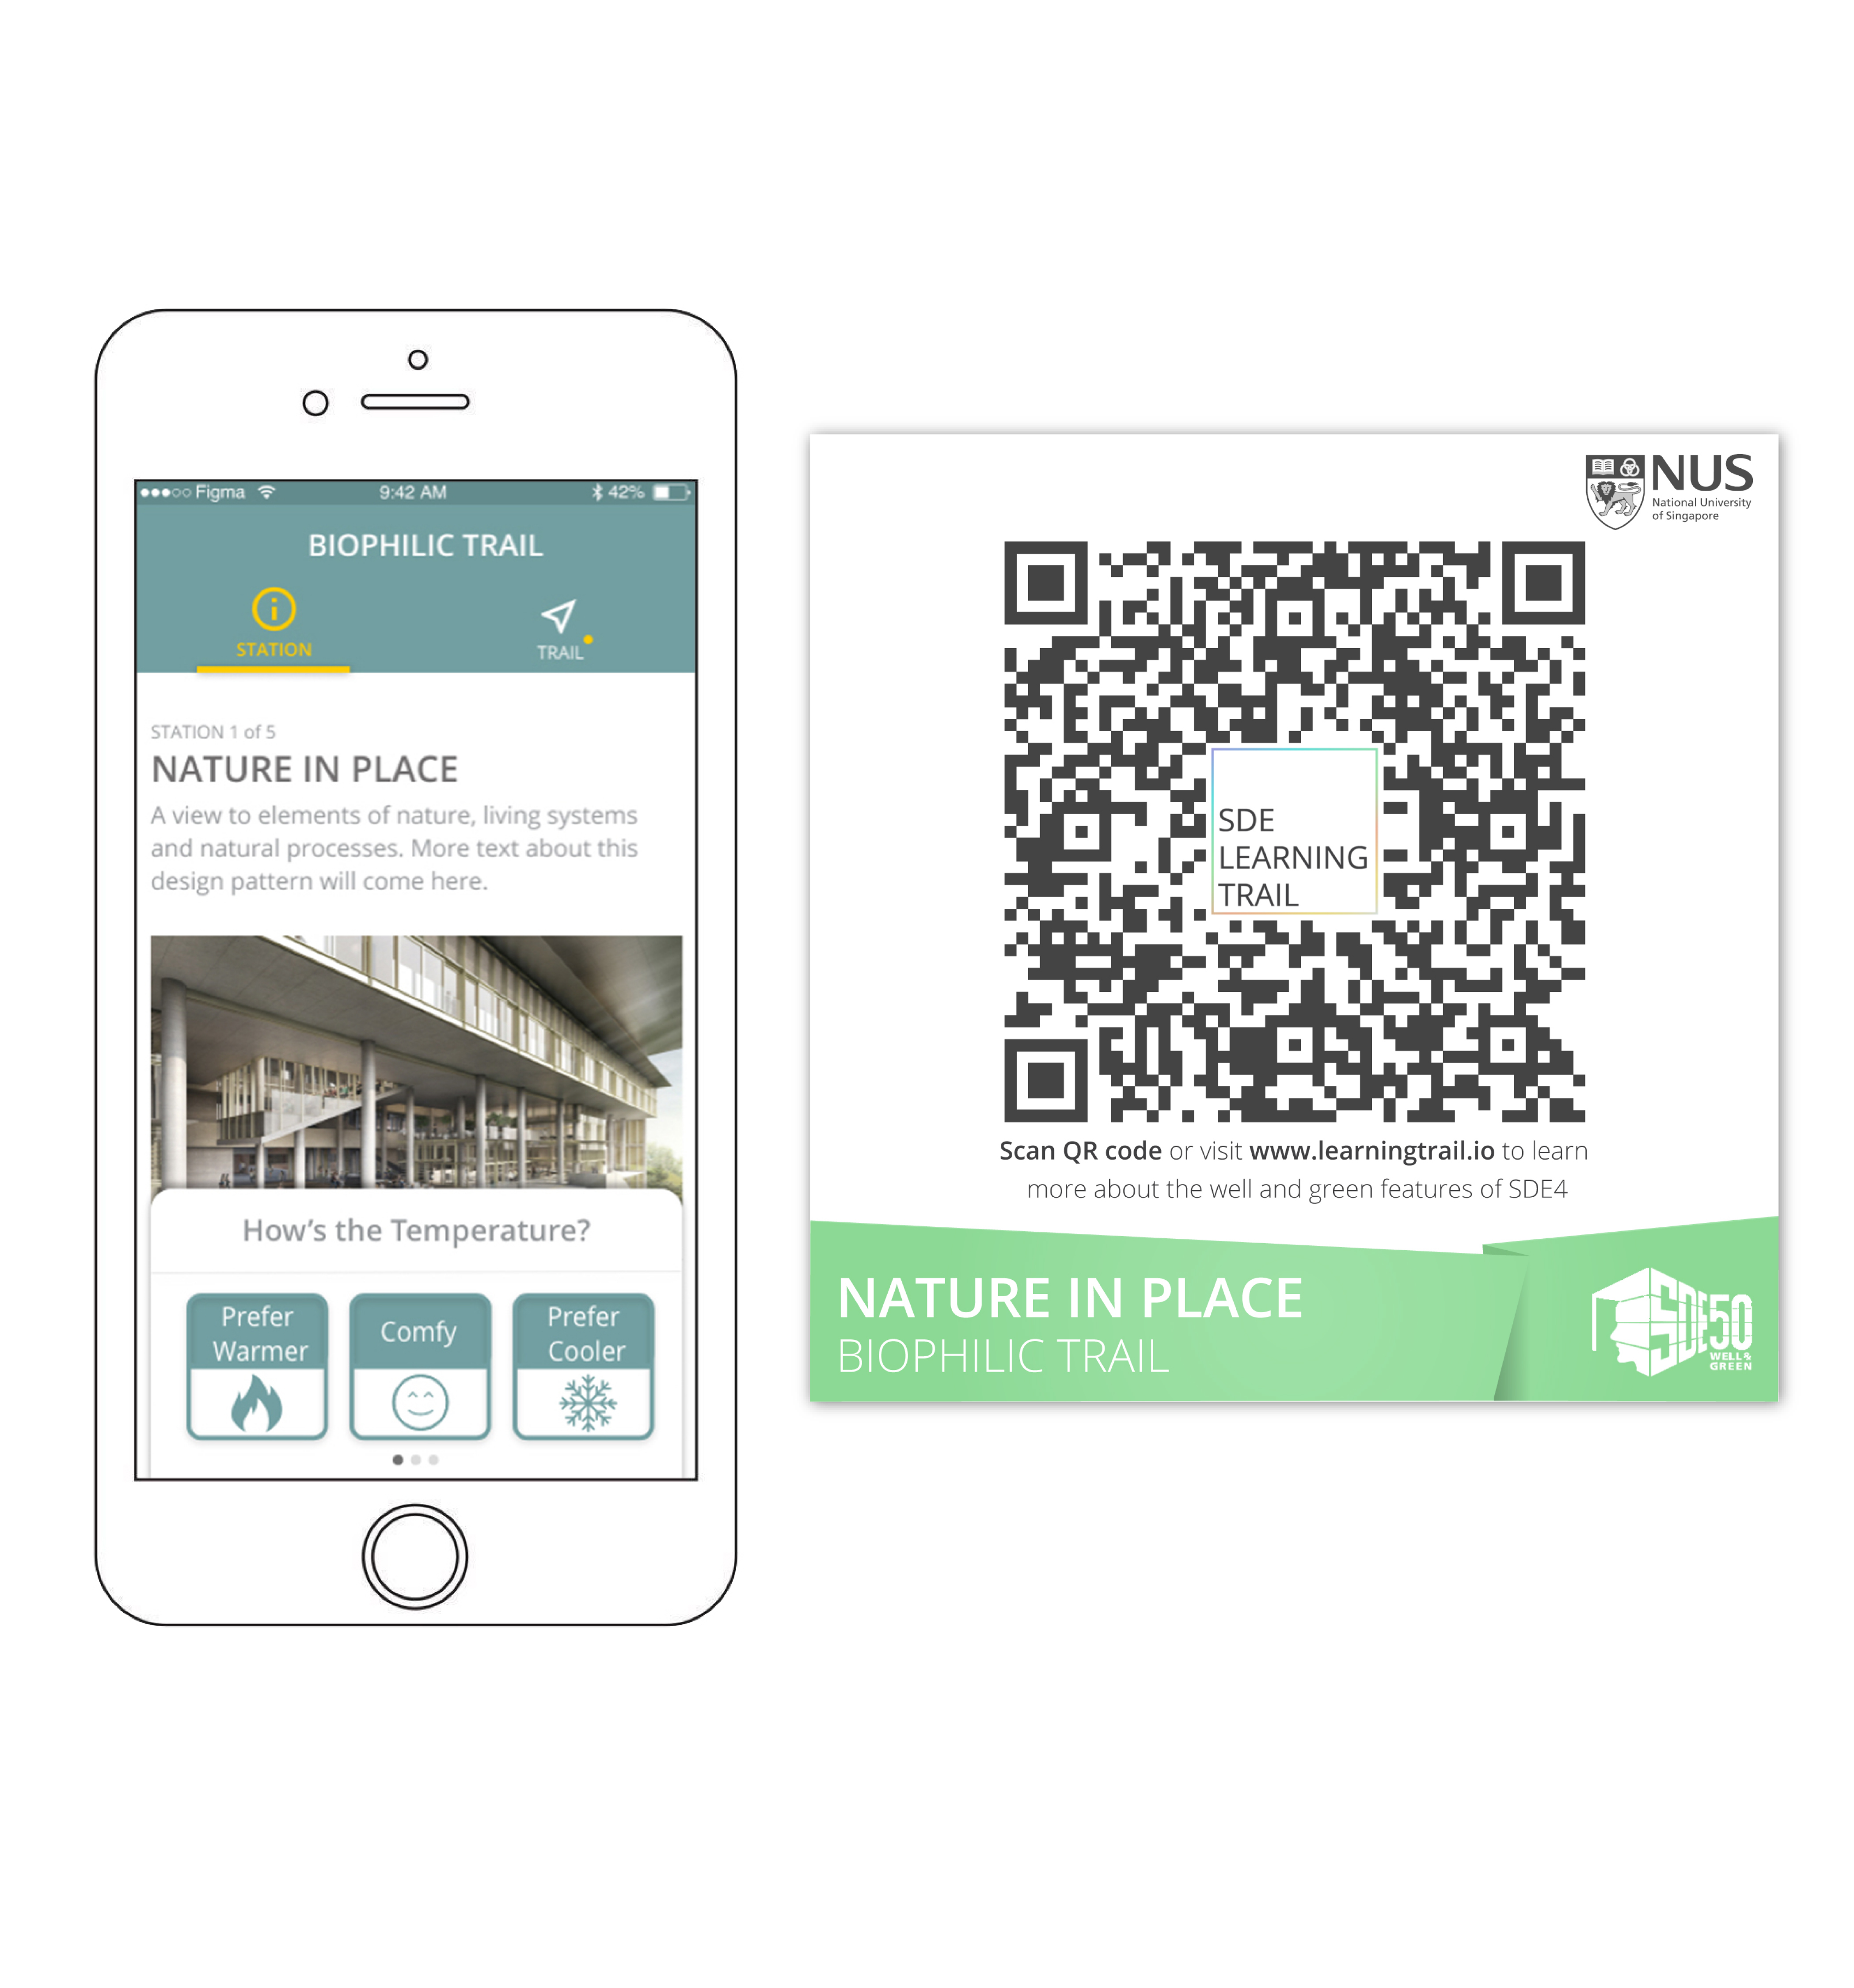 Figma
9:42 AM
42%
BIOPHILIC TRAIL
STATION
TRAIL
STATION 1 of 5
NATURE IN PLACE
A view to elements of nature, living systems
and natural processes. More text about this
design pattern will come here.
How's the Temperature?
Prefer
Warmer
Comfy
Prefer
Cooler
NUS
National University
of Singapore
SDE
LEARNING
TRAIL
Scan QR code or visit www.learningtrail.io to learn
more about the well and green features of SDE4
NATURE IN PLACE
BIOPHILIC TRAIL
SDE50
WELL &
GREEN